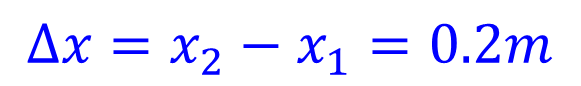 Δx = x₂ − x₁ = 0.2m